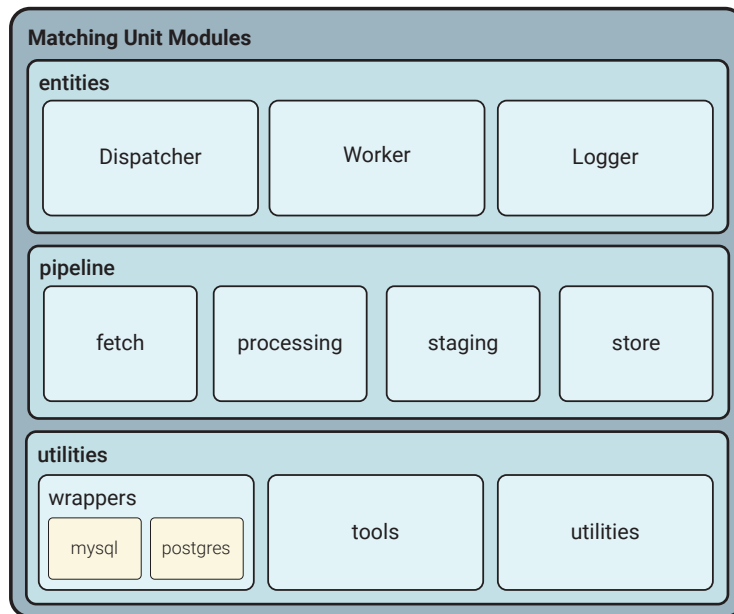 Matching Unit Modules
entities
Dispatcher
Worker
Logger
pipeline
fetch
processing
staging
store
utilities
wrappers
mysql
postgres
tools
utilities